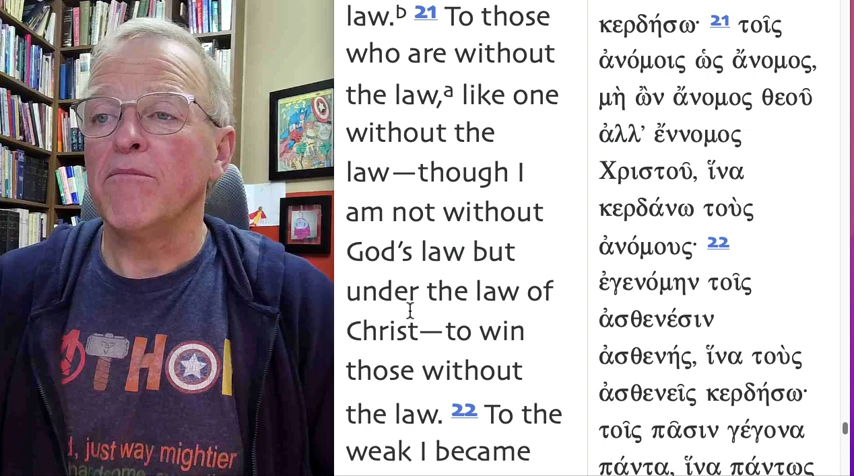 law.ᵇ 21 To those
who are without
the law,ᵃ like one
without the
law—though I
am not without
God’s law but
under the law of
Christ—to win
those without
the law. 22 To the
weak I became
κερδήσω· 21 τοῖς
ἀνόμοις ὡς ἄνομος,
μὴ ὢν ἄνομος θεοῦ
ἀλλ’ ἔννομος
Χριστοῦ, ἵνα
κερδάνω τοὺς
ἀνόμους· 22
ἐγενόμην τοῖς
ἀσθενέσιν
ἀσθενής, ἵνα τοὺς
ἀσθενεῖς κερδήσω·
τοῖς πᾶσιν γέγονα
πάντα, ἵνα πάντως
just way mightier